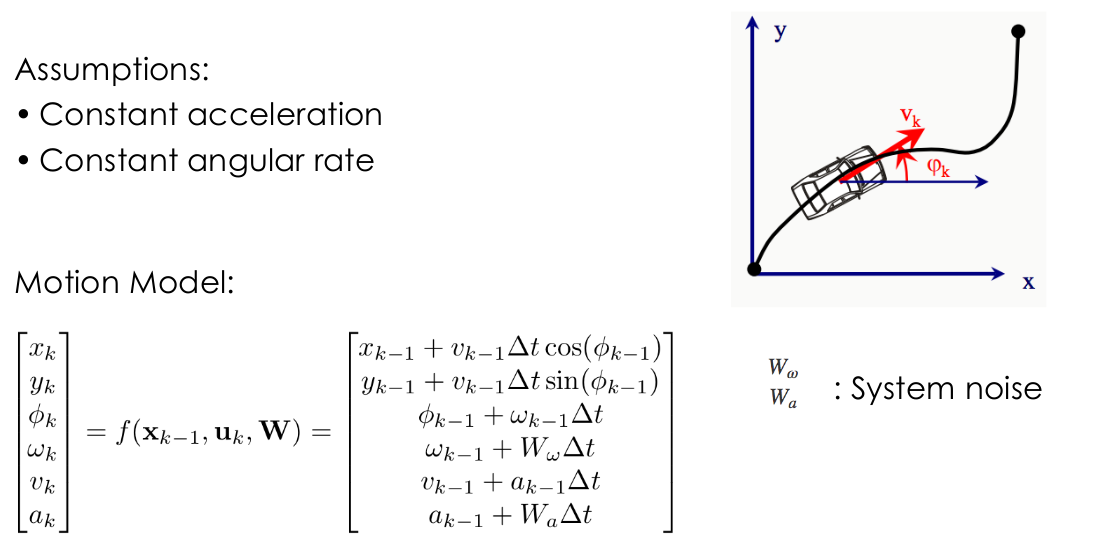 Assumptions:
• Constant acceleration
• Constant angular rate
y
v_k
φ_k
x
Motion Model:
\begin{bmatrix} x_k \\ y_k \\ \phi_k \\ \omega_k \\ v_k \\ a_k \end{bmatrix} = f(\mathbf{x}_{k-1}, \mathbf{u}_k, \mathbf{W}) = \begin{bmatrix} x_{k-1} + v_{k-1}\Delta t \cos(\phi_{k-1}) \\ y_{k-1} + v_{k-1}\Delta t \sin(\phi_{k-1}) \\ \phi_{k-1} + \omega_{k-1}\Delta t \\ \omega_{k-1} + W_\omega \Delta t \\ v_{k-1} + a_{k-1}\Delta t \\ a_{k-1} + W_a \Delta t \end{bmatrix}
W_ω
W_a
: System noise